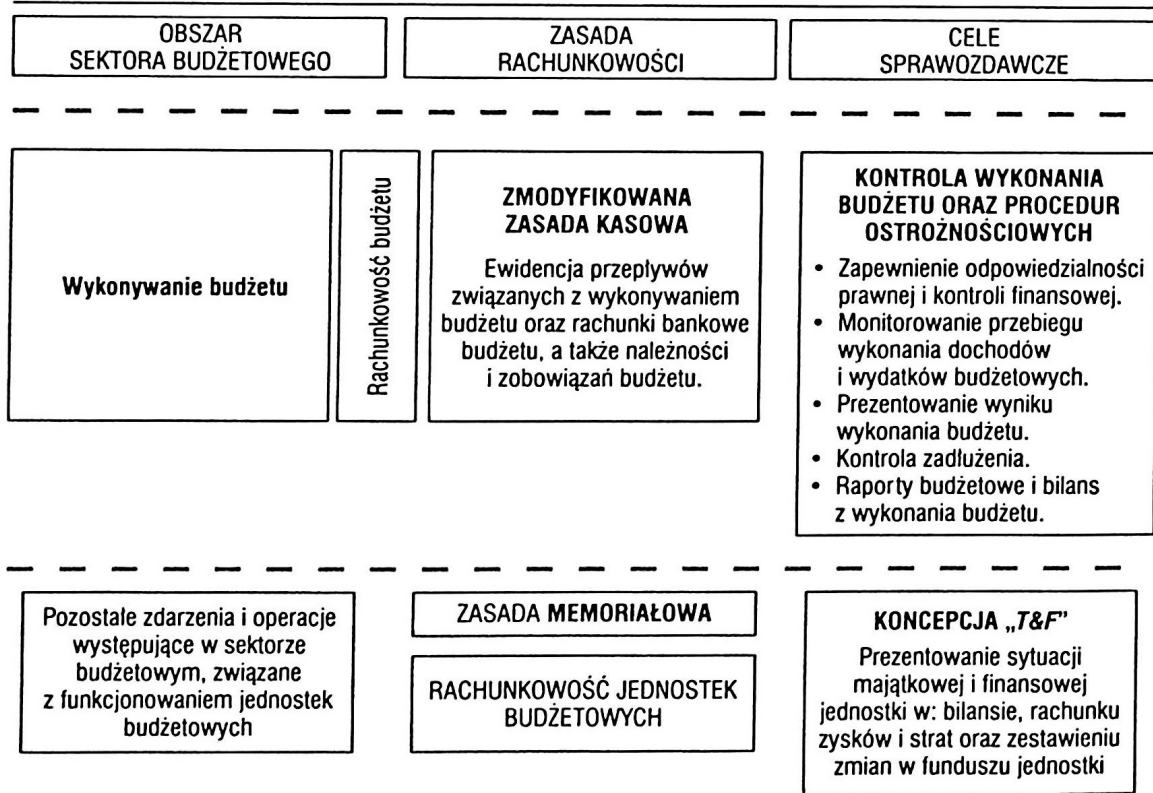 OBSZAR
SEKTORA BUDŻETOWEGO
ZASADA
RACHUNKOWOŚCI
CELE
SPRAWOZDAWCZE
Wykonywanie budżetu
Rachunkowość budżetu
ZMODYFIKOWANA
ZASADA KASOWA
Ewidencja przepływów
związanych z wykonywaniem
budżetu oraz rachunki bankowe
budżetu, a także należności
i zobowiązań budżetu.
KONTROLA WYKONANIA
BUDŻETU ORAZ PROCEDUR
OSTROŻNOŚCIOWYCH
• Zapewnienie odpowiedzialności
prawnej i kontroli finansowej.
• Monitorowanie przebiegu
wykonania dochodów
i wydatków budżetowych.
• Prezentowanie wyniku
wykonania budżetu.
• Kontrola zadłużenia.
• Raporty budżetowe i bilans
z wykonania budżetu.
Pozostałe zdarzenia i operacje
występujące w sektorze
budżetowym, związane
z funkcjonowaniem jednostek
budżetowych
ZASADA MEMORIAŁOWA
RACHUNKOWOŚĆ JEDNOSTEK
BUDŻETOWYCH
KONCEPCJA „T&F”
Prezentowanie sytuacji
majątkowej i finansowej
jednostki w: bilansie, rachunku
zysków i strat oraz zestawieniu
zmian w funduszu jednostki